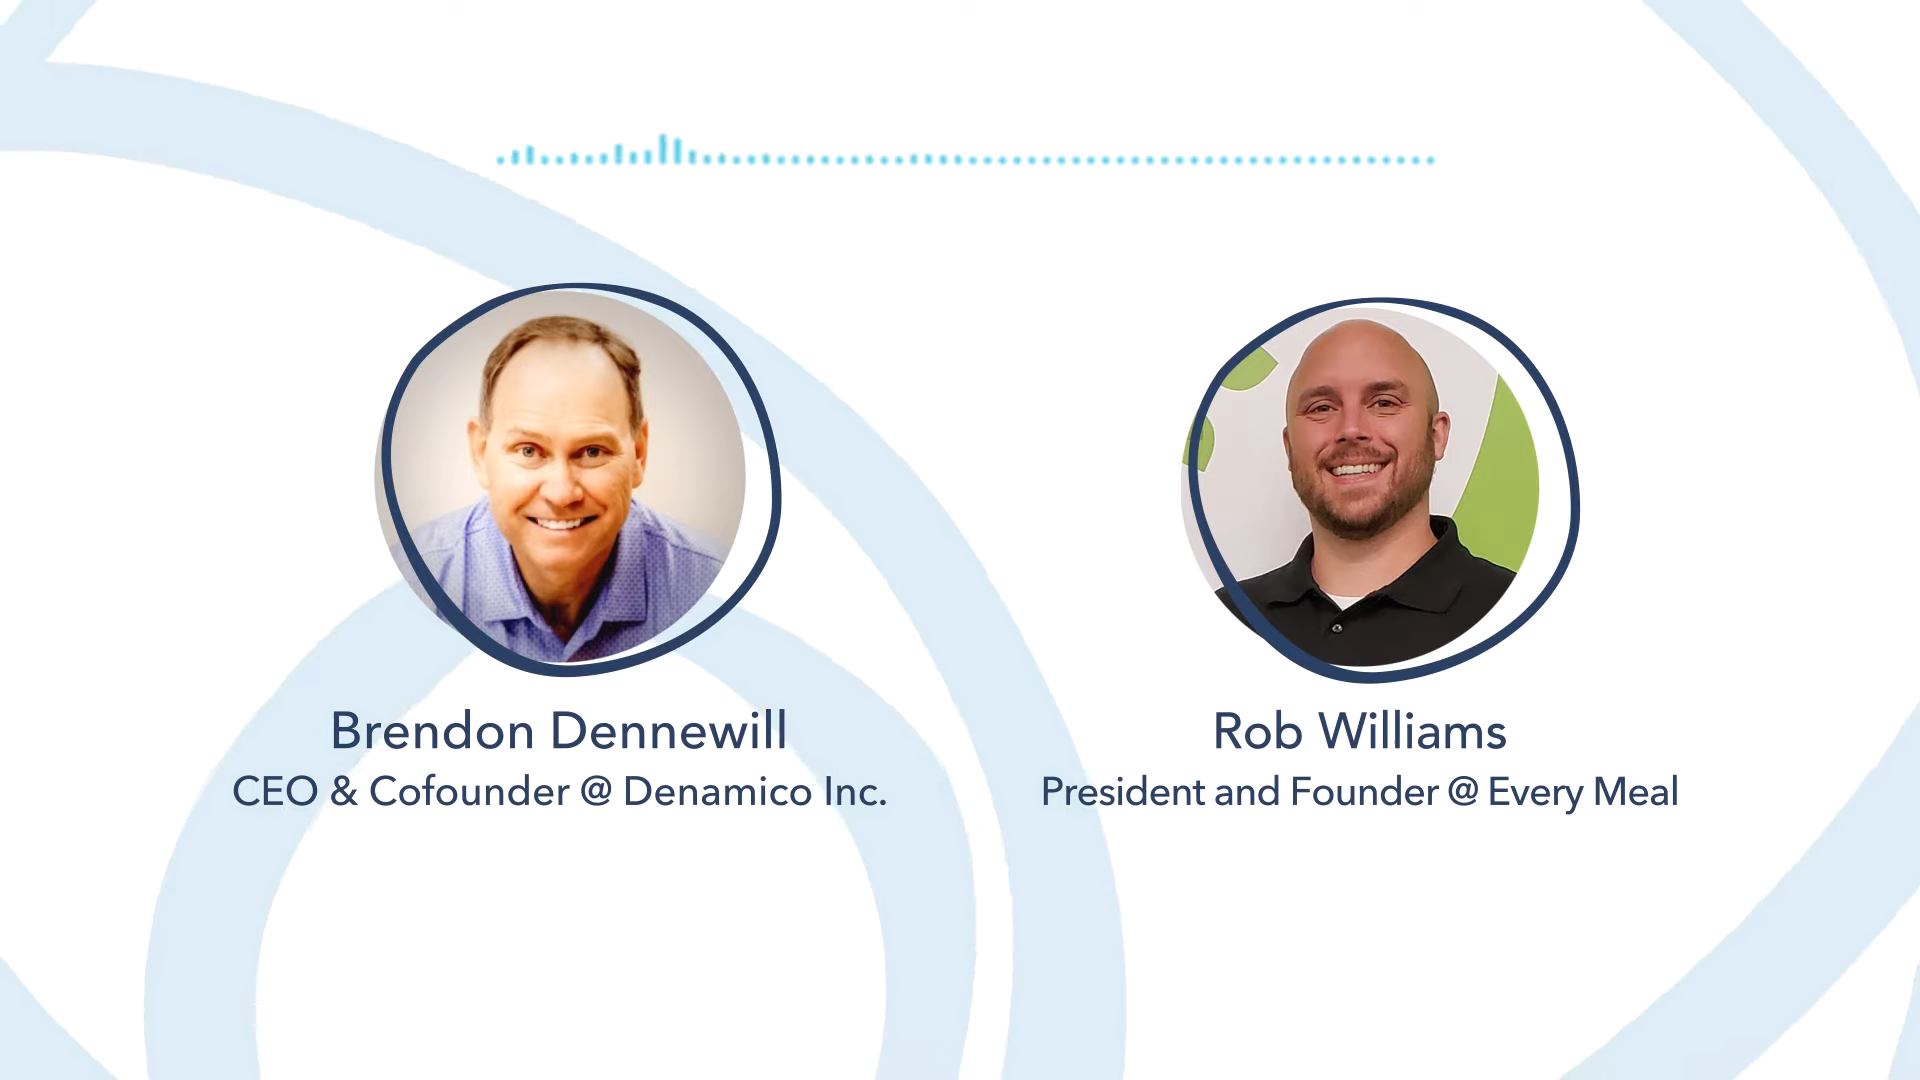 Brendon Dennewill
CEO & Cofounder @ Denamico Inc.
Rob Williams
President and Founder @ Every Meal